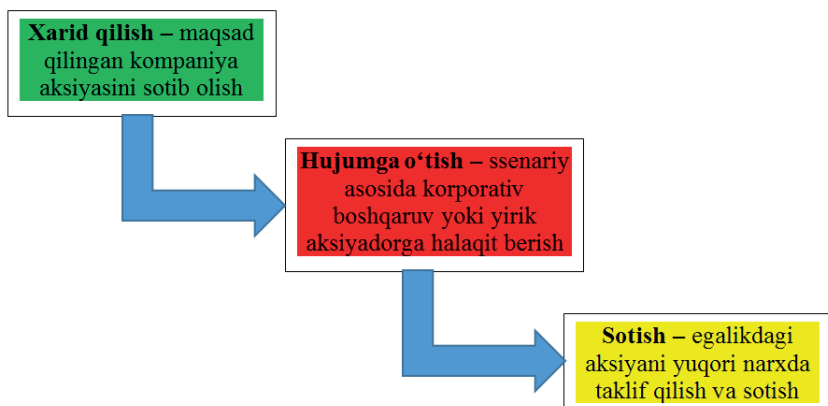 Xarid qilish – maqsad
qilingan kompaniya
aksiyasini sotib olish
Hujumga o‘tish – ssenariy
asosida korporativ
boshqaruv yoki yirik
aksiyadorga halaqit berish
Sotish – egalikdagi
aksiyani yuqori narxda
taklif qilish va sotish